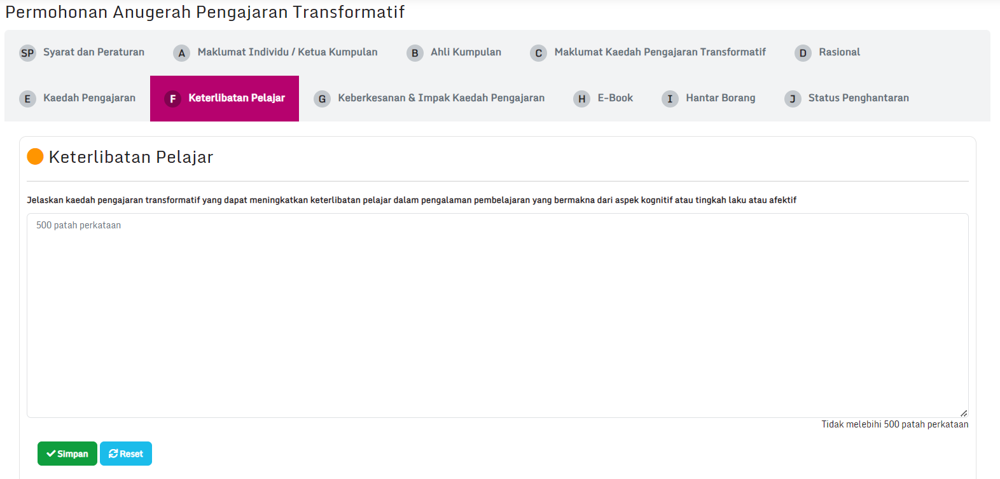 Permohonan Anugerah Pengajaran Transformatif
SP Syarat dan Peraturan A Maklumat Individu / Ketua Kumpulan B Ahli Kumpulan C Maklumat Kaedah Pengajaran Transformatif D Rasional
E Kaedah Pengajaran F Keterlibatan Pelajar G Keberkesanan & Impak Kaedah Pengajaran H E-Book I Hantar Borang J Status Penghantaran
Keterlibatan Pelajar
Jelaskan kaedah pengajaran transformatif yang dapat meningkatkan keterlibatan pelajar dalam pengalaman pembelajaran yang bermakna dari aspek kognitif atau tingkah laku atau afektif
500 patah perkataan
Tidak melebihi 500 patah perkataan
Simpan Reset